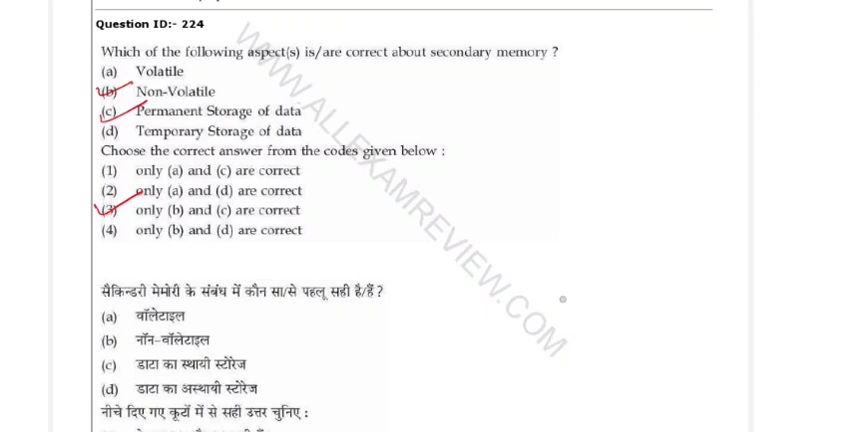 Question ID:- 224
Which of the following aspect(s) is/are correct about secondary memory ?
(a) Volatile
(b) Non-Volatile
(c) Permanent Storage of data
(d) Temporary Storage of data
Choose the correct answer from the codes given below :
(1) only (a) and (c) are correct
(2) only (a) and (d) are correct
(3) only (b) and (c) are correct
(4) only (b) and (d) are correct
WWW.ALLEXAMREVIEW.COM
सैकिन्डरी मेमोरी के संबंध में कौन सा/से पहलू सही है/हैं ?
(a) वॉलेटाइल
(b) नॉन-वॉलेटाइल
(c) डाटा का स्थायी स्टोरेज
(d) डाटा का अस्थायी स्टोरेज
नीचे दिए गए कूटों में से सही उत्तर चुनिए :